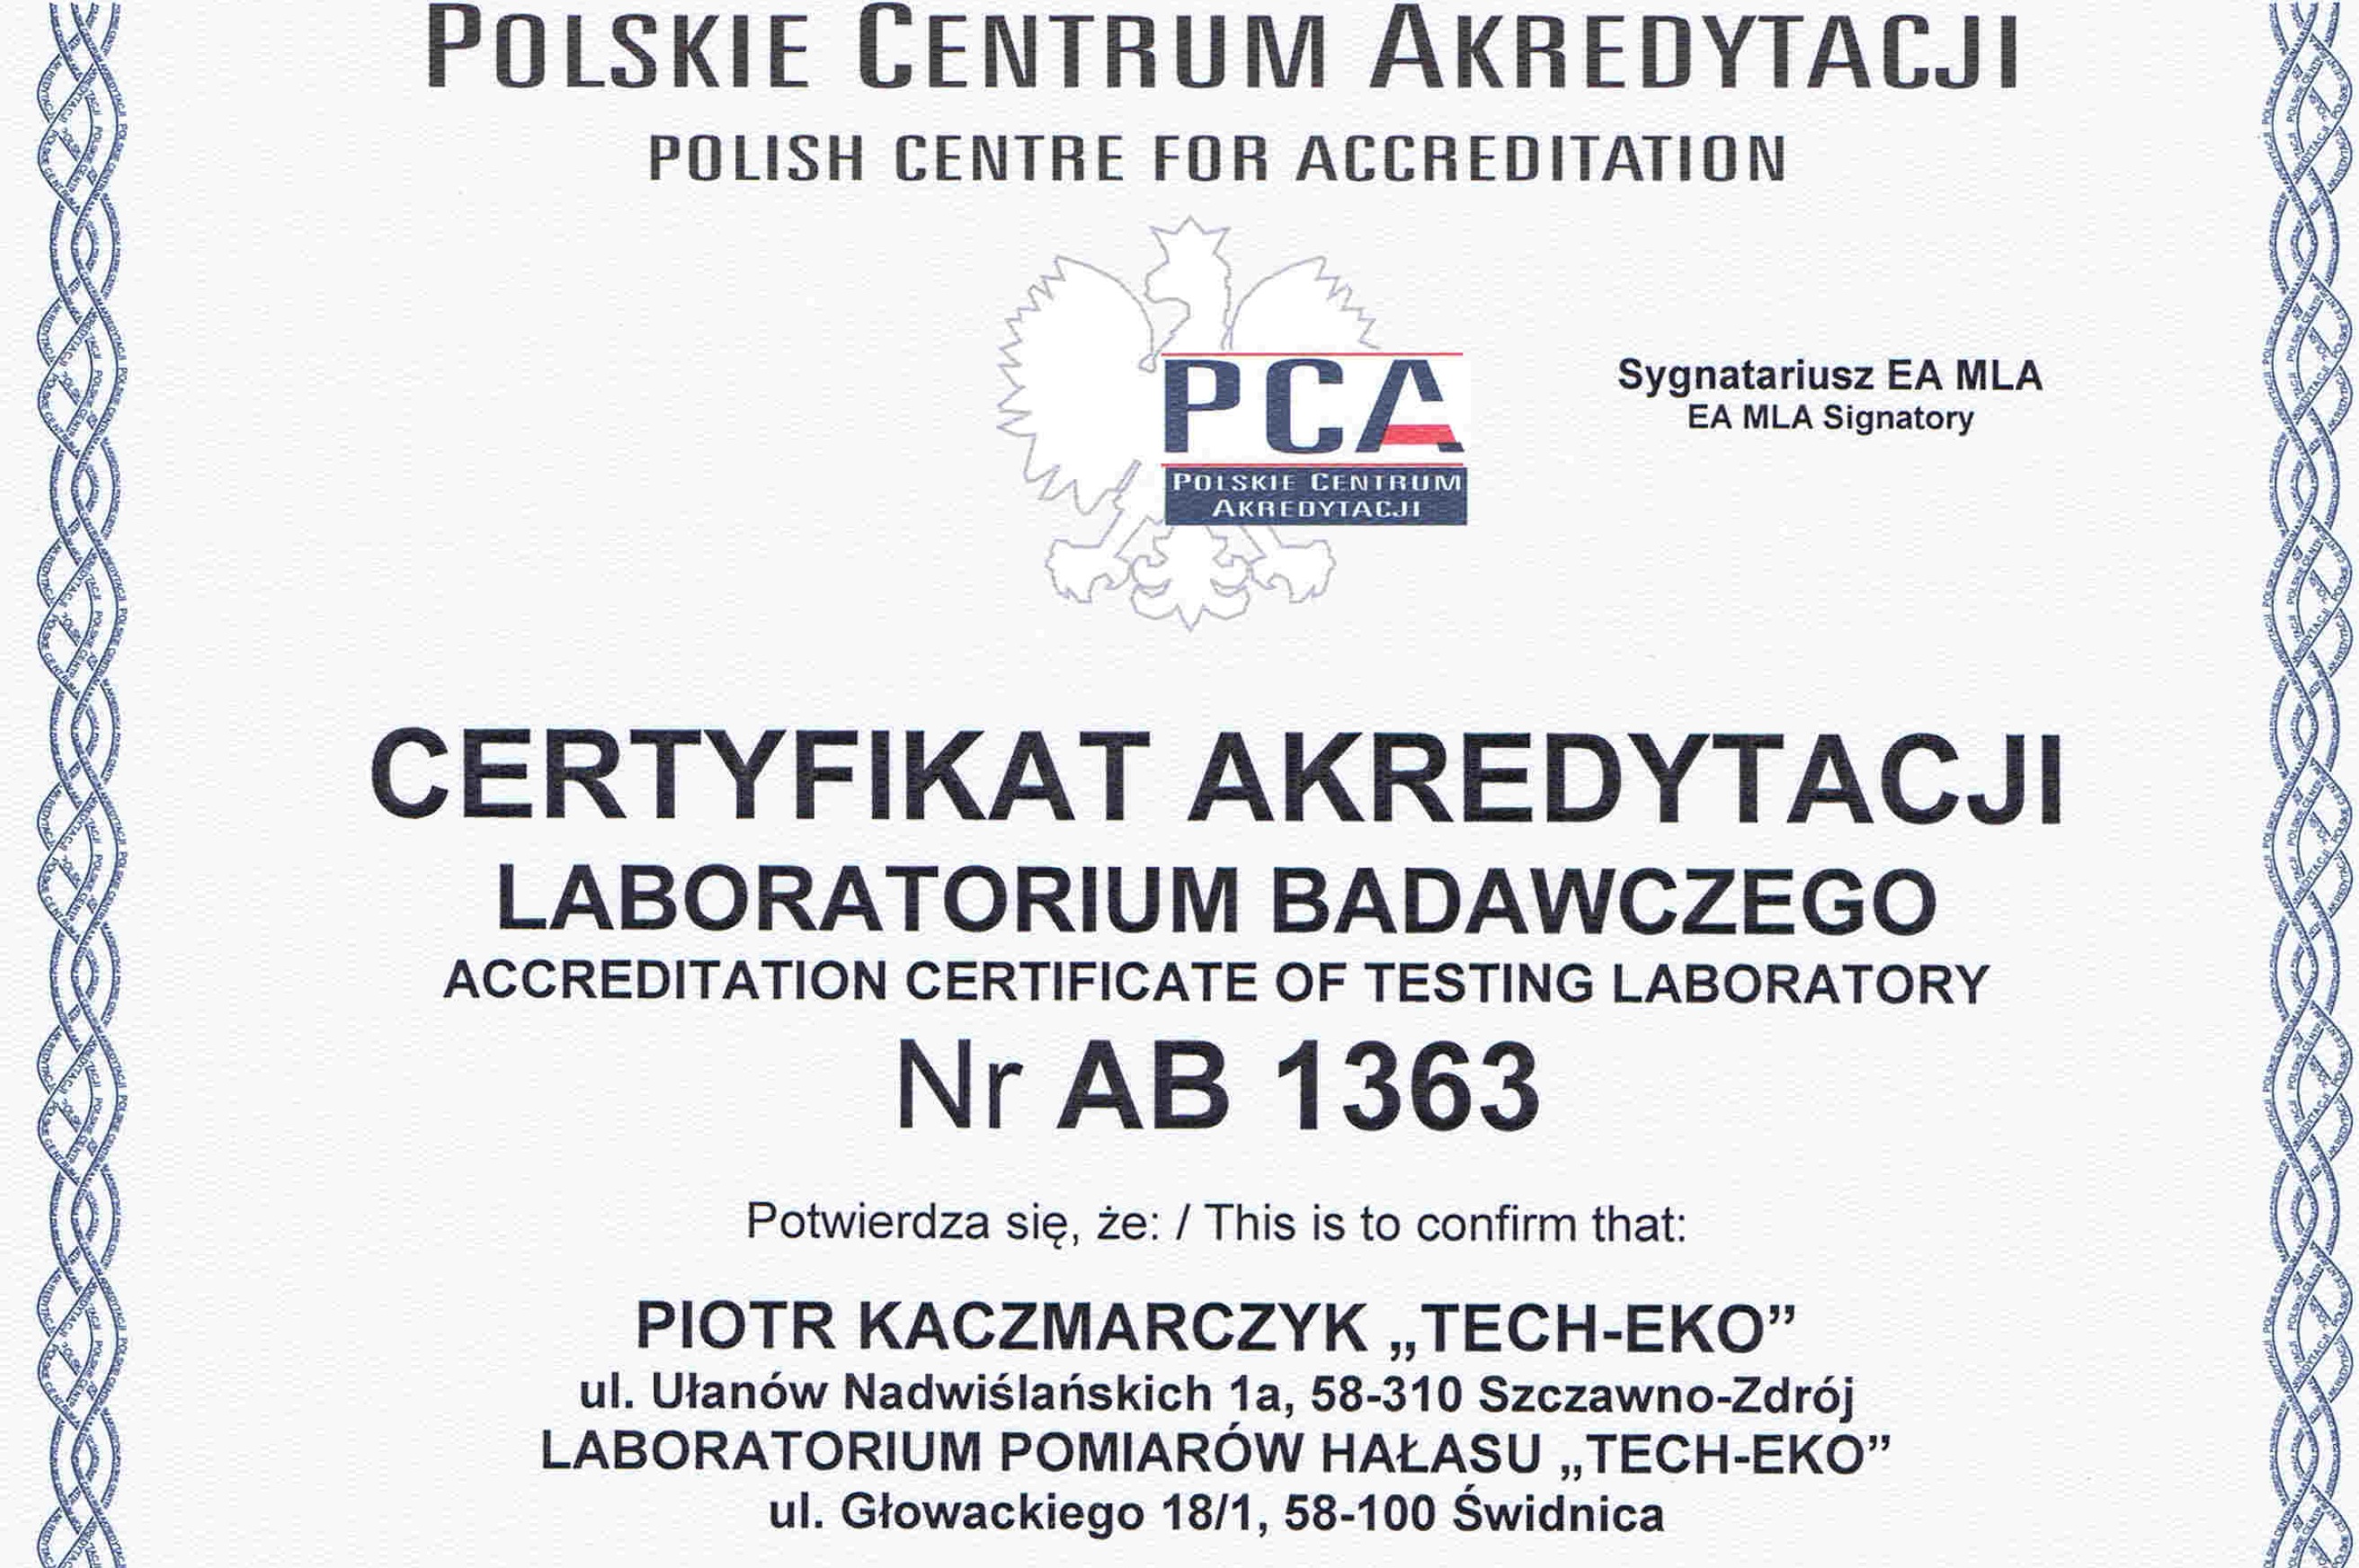 POLSKIE CENTRUM AKREDYTACJI
POLISH CENTRE FOR ACCREDITATION
PCA
POLSKIE CENTRUM
AKREDYTACJI
Sygnatariusz EA MLA
EA MLA Signatory
CERTYFIKAT AKREDYTACJI
LABORATORIUM BADAWCZEGO
ACCREDITATION CERTIFICATE OF TESTING LABORATORY
Nr AB 1363
Potwierdza się, że: / This is to confirm that:
PIOTR KACZMARCZYK „TECH-EKO”
ul. Ułanów Nadwiślańskich 1a, 58-310 Szczawno-Zdrój
LABORATORIUM POMIARÓW HAŁASU „TECH-EKO”
ul. Głowackiego 18/1, 58-100 Świdnica